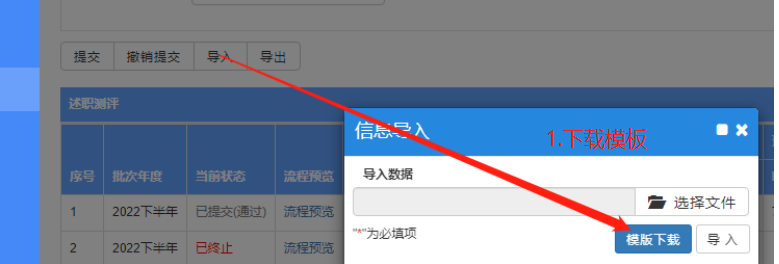 提交 撤销提交 导入 导出
述职测评
信息导入
1.下载模板
序号 批次年度 当前状态 流程预览
导入数据
选择文件
1 2022下半年 已提交(通过) 流程预览
"*"为必填项
模版下载 导 入
2 2022下半年 已终止 流程预览